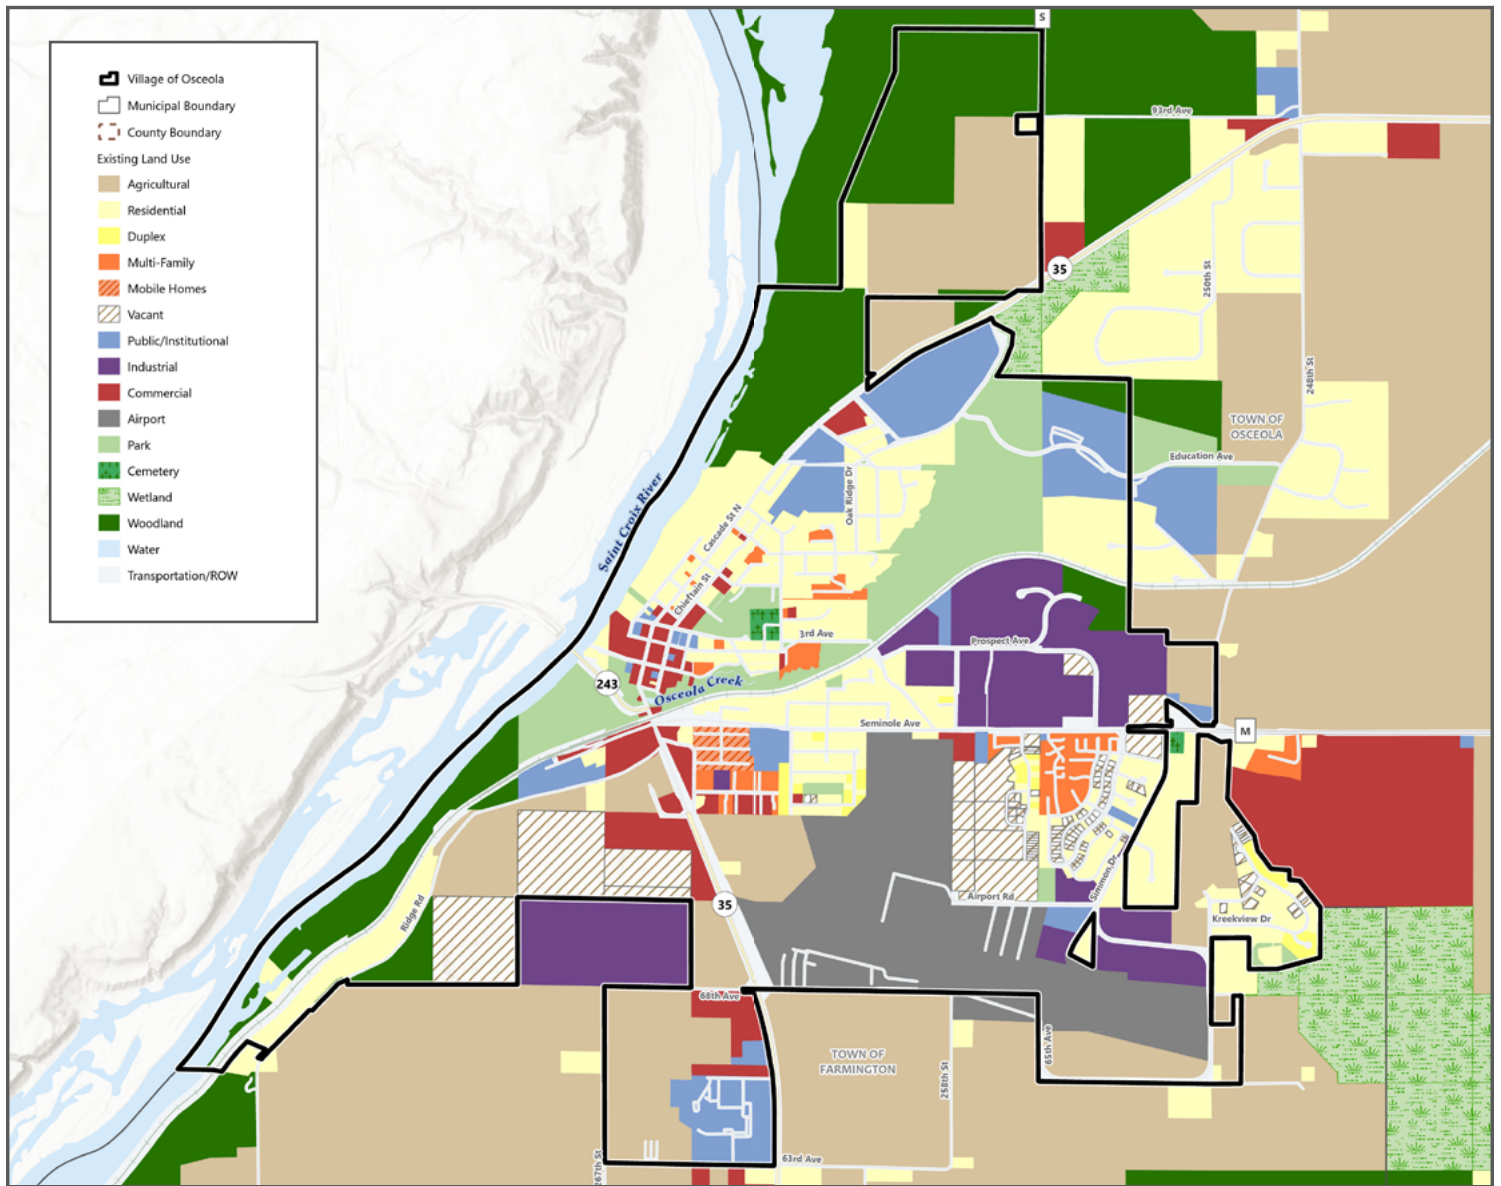 Village of Osceola
Municipal Boundary
County Boundary
Existing Land Use
Agricultural
Residential
Duplex
Multi-Family
Mobile Homes
Vacant
Public/Institutional
Industrial
Commercial
Airport
Park
Cemetery
Wetland
Woodland
Water
Transportation/ROW
S
93rd Ave
35
250th St
248th St
TOWN OF
OSCEOLA
Education Ave
Oak Ridge Dr
Saint Croix River
Cascade St N
Chieftain St
3rd Ave
Prospect Ave
243
Osceola Creek
Seminole Ave
M
Simmon Dr
Airport Rd
Ridge Rd
35
Kreekview Dr
68th Ave
65th Ave
TOWN OF
FARMINGTON
258th St
267th St
63rd Ave